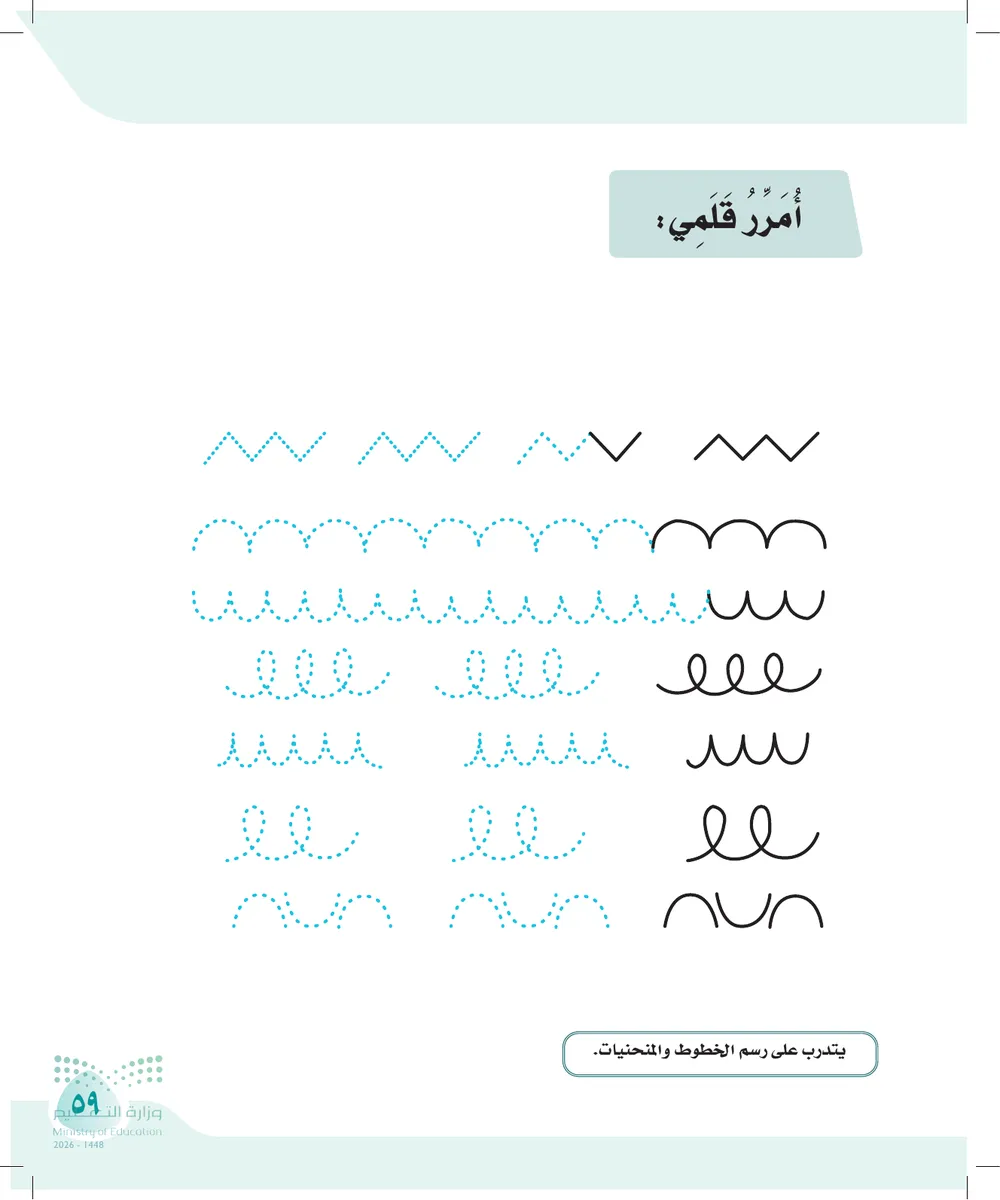 أُمَرِّرُ قَلَمِي :
يتدرب على رسم الخطوط والمنحنيات.
٥٩
وزارة التعليم
Ministry of Education
2026 - 1448